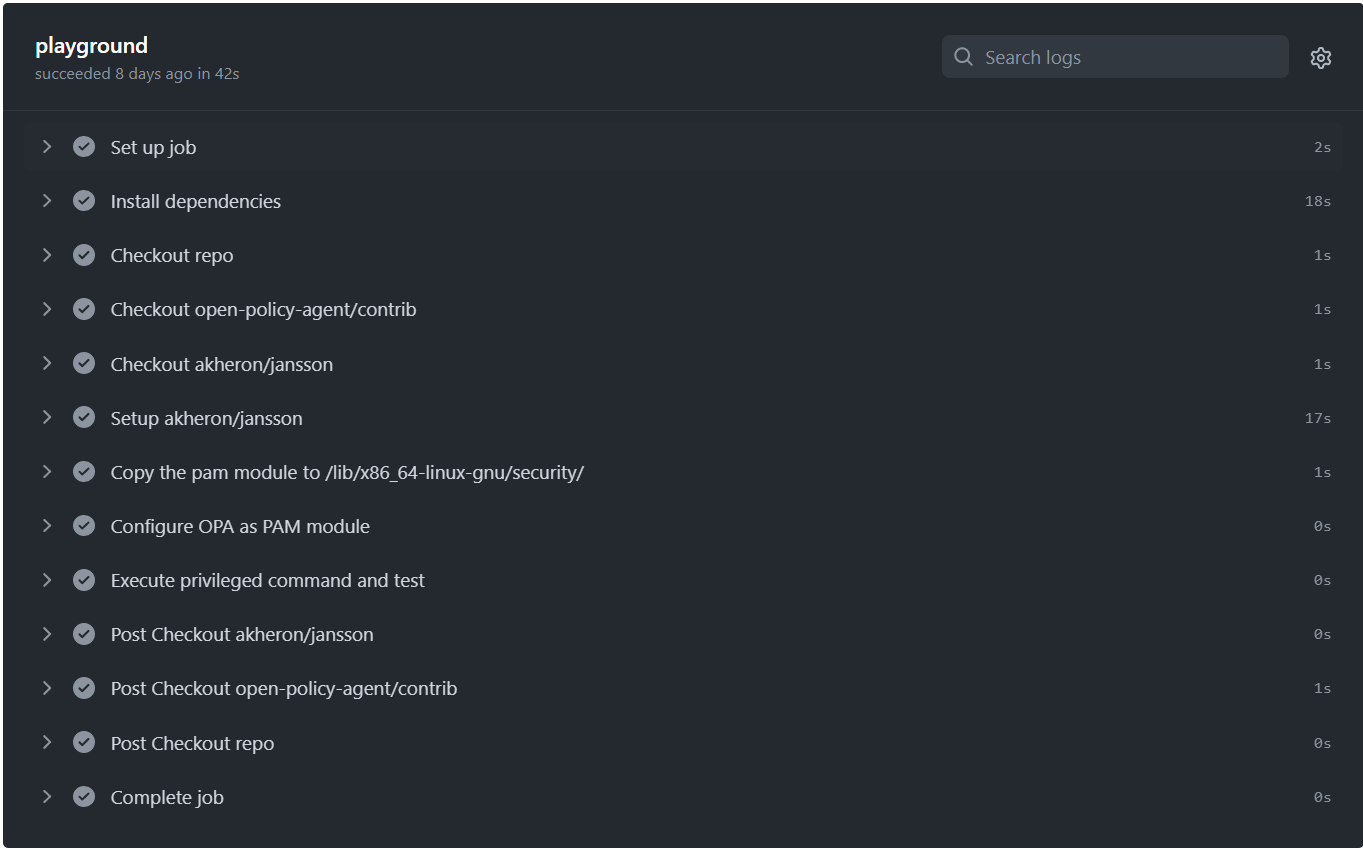 playground
succeeded 8 days ago in 42s
Search logs
Set up job 2s
Install dependencies 18s
Checkout repo 1s
Checkout open-policy-agent/contrib 1s
Checkout akheron/jansson 1s
Setup akheron/jansson 17s
Copy the pam module to /lib/x86_64-linux-gnu/security/ 1s
Configure OPA as PAM module 0s
Execute privileged command and test 0s
Post Checkout akheron/jansson 0s
Post Checkout open-policy-agent/contrib 1s
Post Checkout repo 0s
Complete job 0s